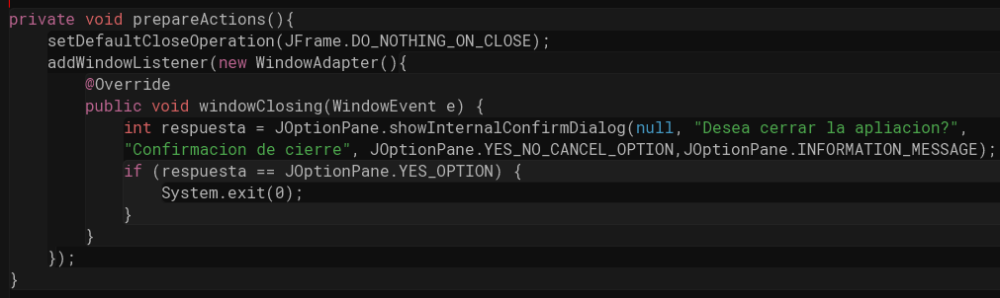 private void prepareActions(){
    setDefaultCloseOperation(JFrame.DO_NOTHING_ON_CLOSE);
    addWindowListener(new WindowAdapter(){
        @Override
        public void windowClosing(WindowEvent e) {
            int respuesta = JOptionPane.showInternalConfirmDialog(null, "Desea cerrar la apliacion?",
            "Confirmacion de cierre", JOptionPane.YES_NO_CANCEL_OPTION,JOptionPane.INFORMATION_MESSAGE);
            if (respuesta == JOptionPane.YES_OPTION) {
                System.exit(0);
            }
        }
    });
}